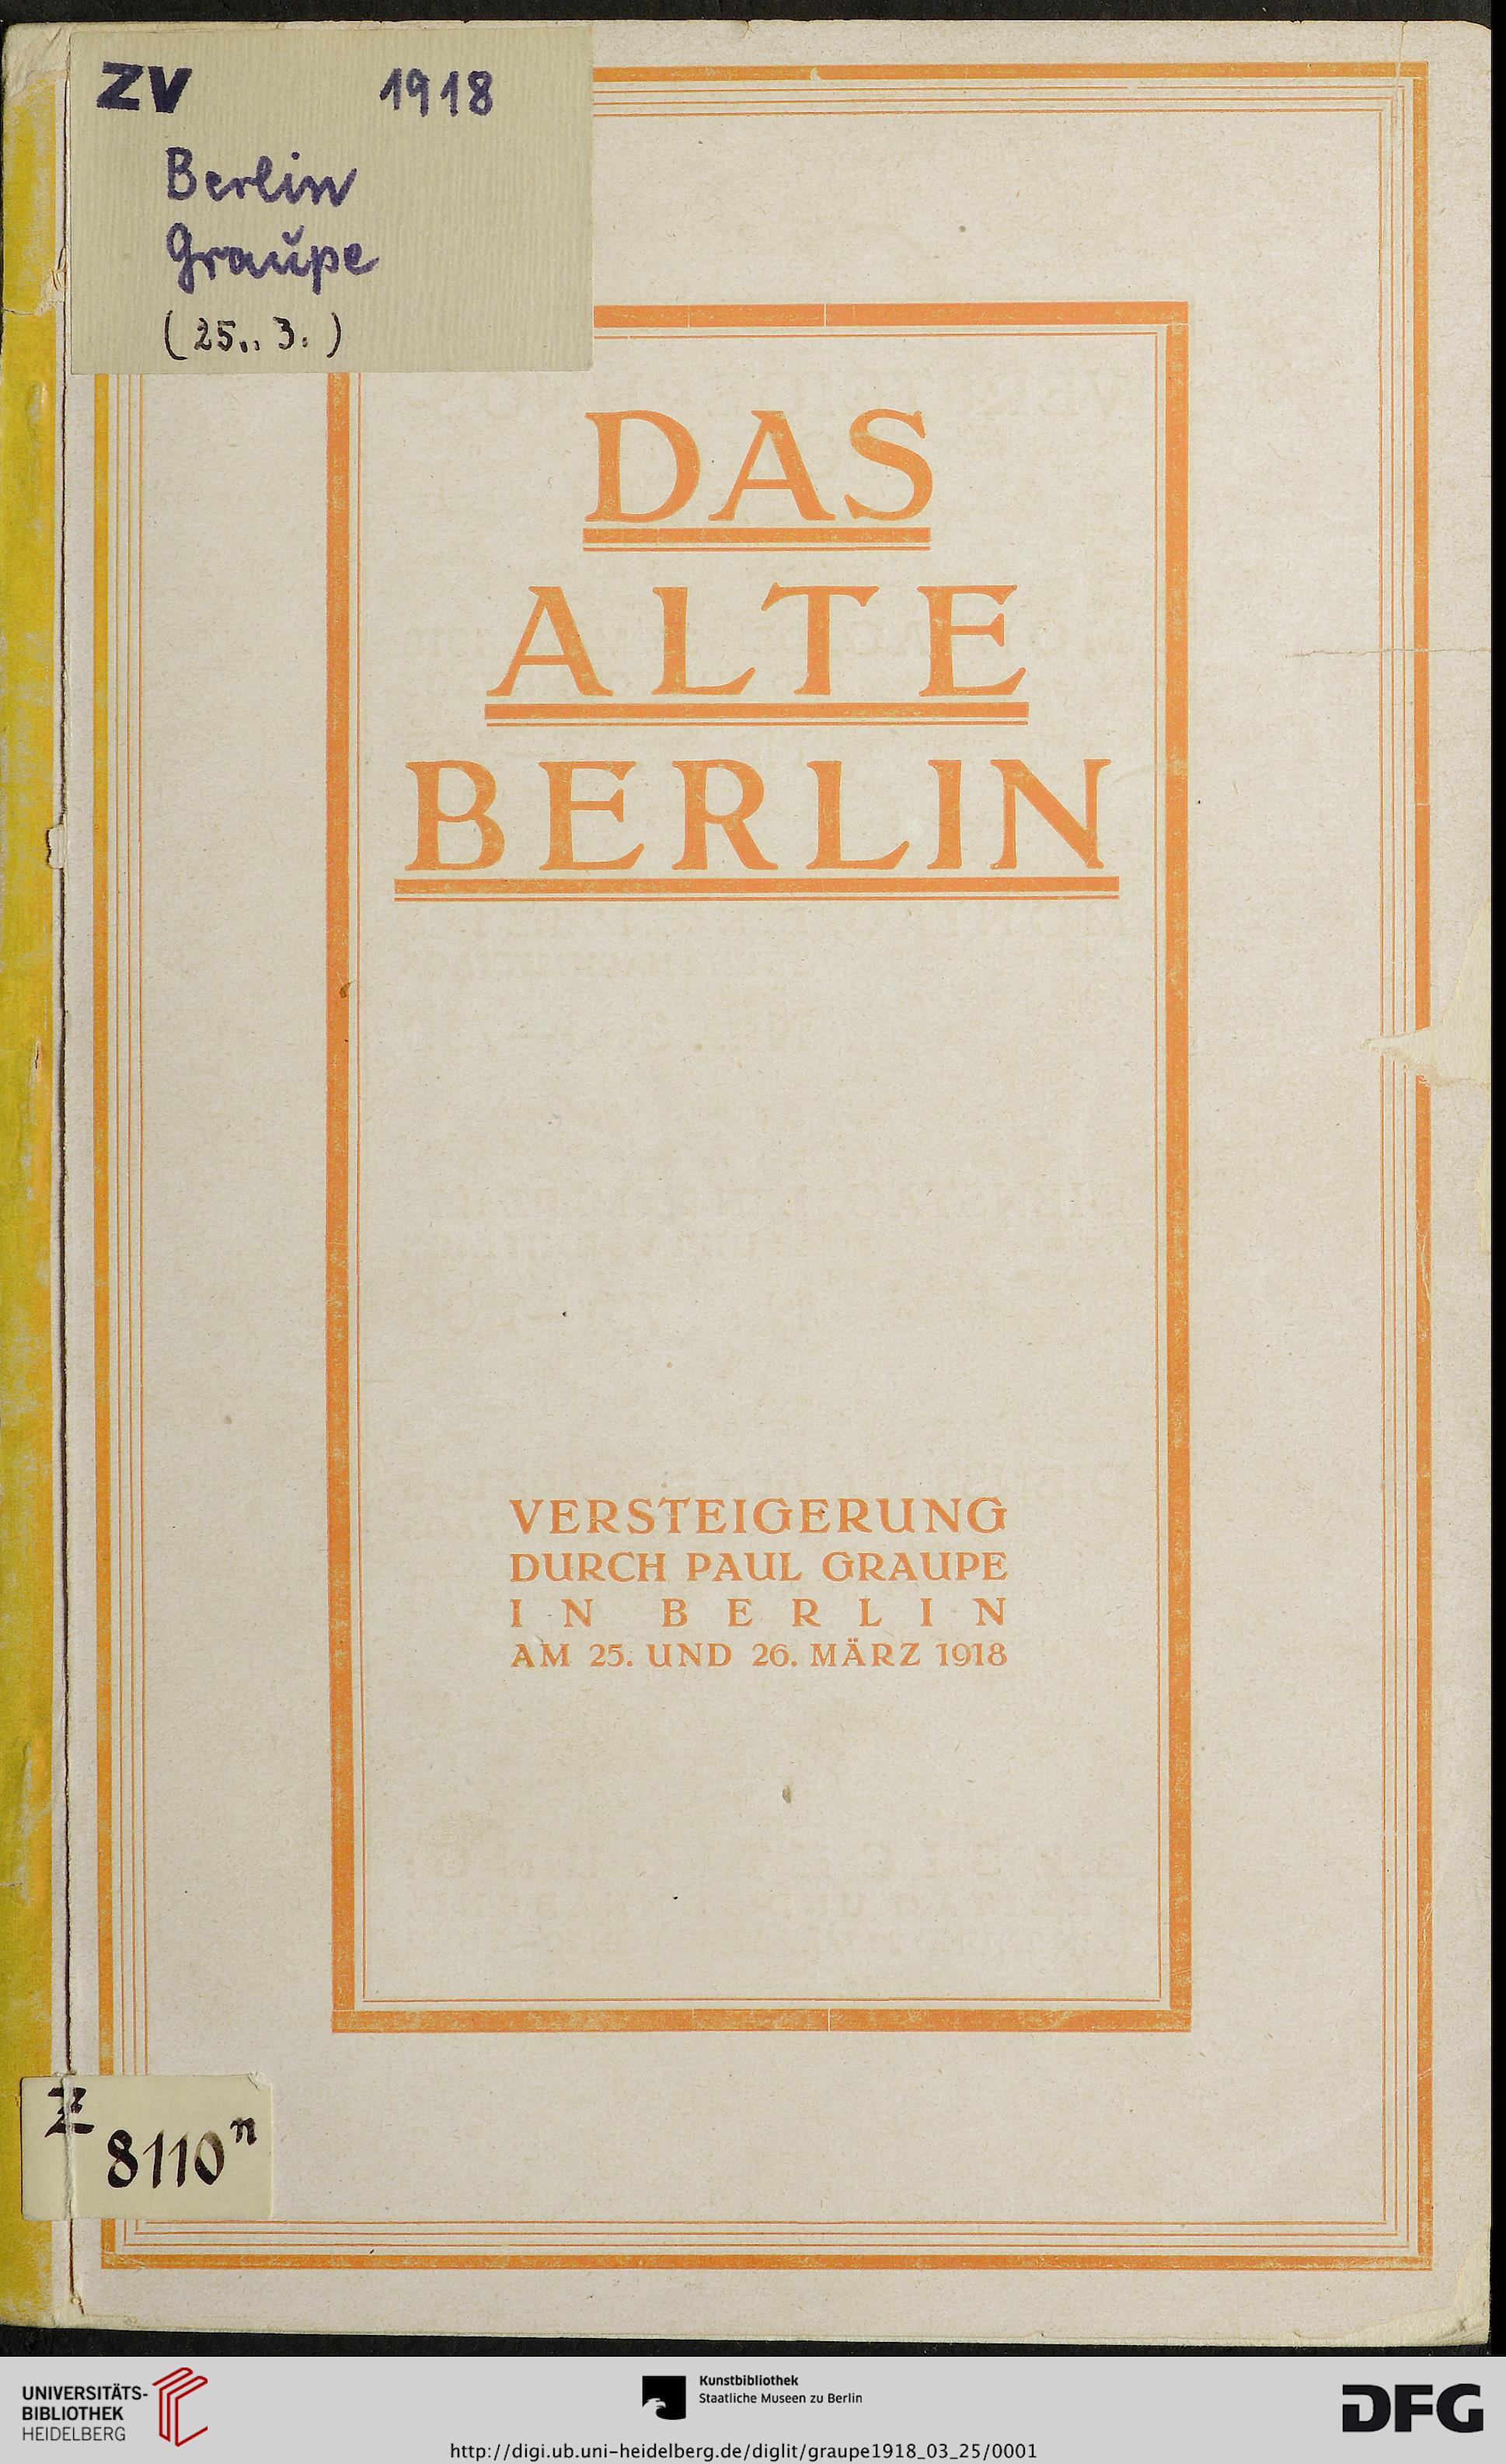 ZV 1918
Berlin
Graupe
(25., 3.)
DAS
ALTE
BERLIN
VERSTEIGERUNG
DURCH PAUL GRAUPE
IN BERLIN
AM 25. UND 26. MÄRZ 1918
Z
8110ⁿ
UNIVERSITÄTS-
BIBLIOTHEK
HEIDELBERG
Kunstbibliothek
Staatliche Museen zu Berlin
DFG
http://digi.ub.uni-heidelberg.de/diglit/graupe1918_03_25/0001